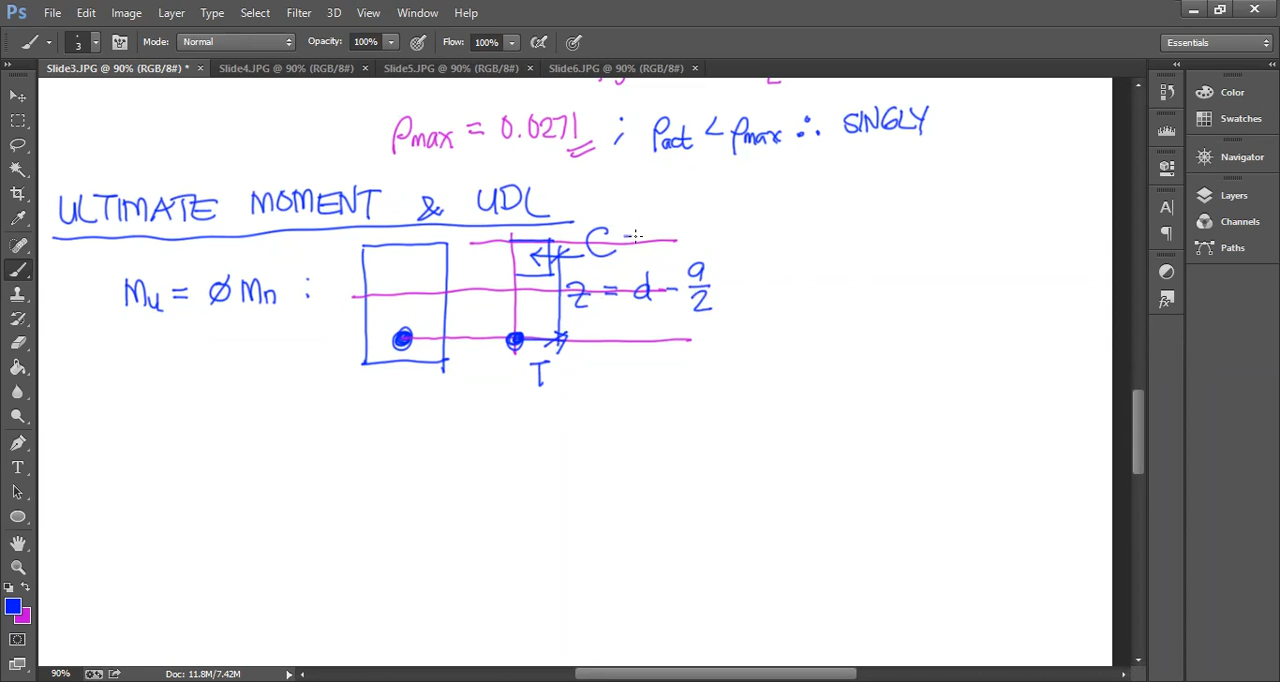 Ps File Edit Image Layer Type Select Filter 3D View Window Help
3 Mode: Normal Opacity: 100% Flow: 100% Essentials
Slide3.JPG @ 90% (RGB/8#) * × Slide4.JPG @ 90% (RGB/8#) × Slide5.JPG @ 90% (RGB/8#) × Slide6.JPG @ 90% (RGB/8#) ×
ρmax = 0.0271 ; ρact < ρmax ∴ SINGLY
ULTIMATE MOMENT & UDL
C
Mu = ØMn : z = d - a/2
T
Color
Swatches
Navigator
Layers
Channels
Paths
90% Doc: 11.8M/7.42M